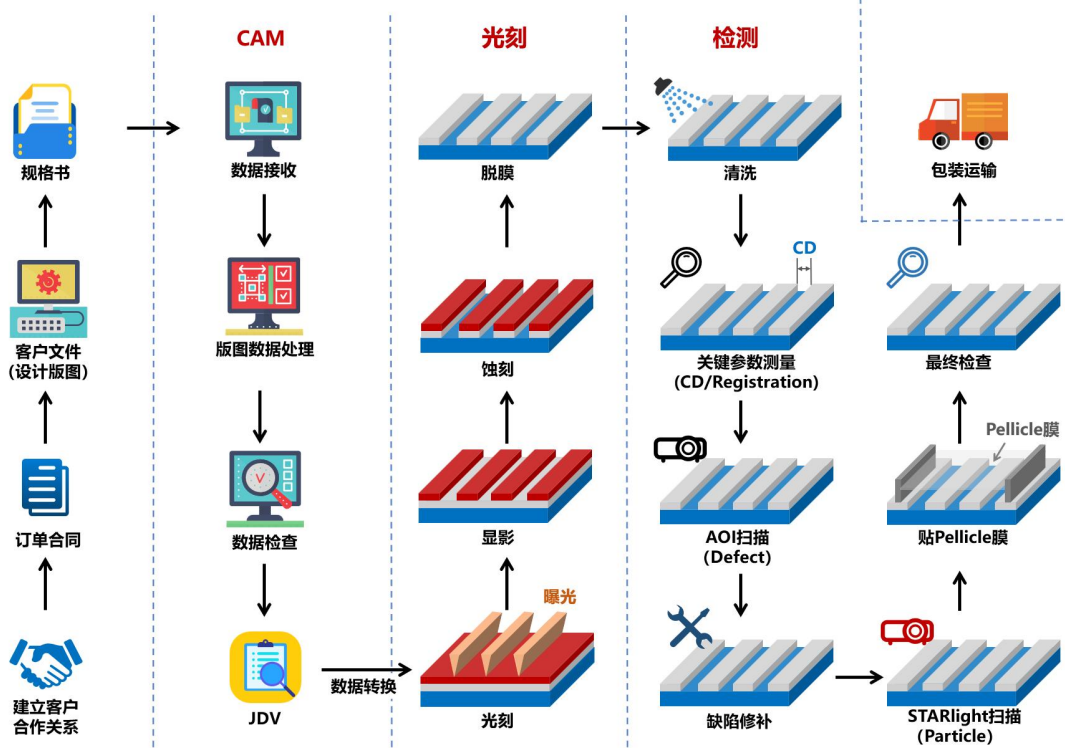 CAM
光刻
检测
规格书
客户文件
(设计版图)
订单合同
建立客户
合作关系
数据接收
版图数据处理
数据检查
JDV
数据转换
脱膜
蚀刻
显影
曝光
光刻
清洗
CD
关键参数测量
(CD/Registration)
AOI扫描
(Defect)
缺陷修补
包装运输
最终检查
Pellicle膜
贴Pellicle膜
STARlight扫描
(Particle)